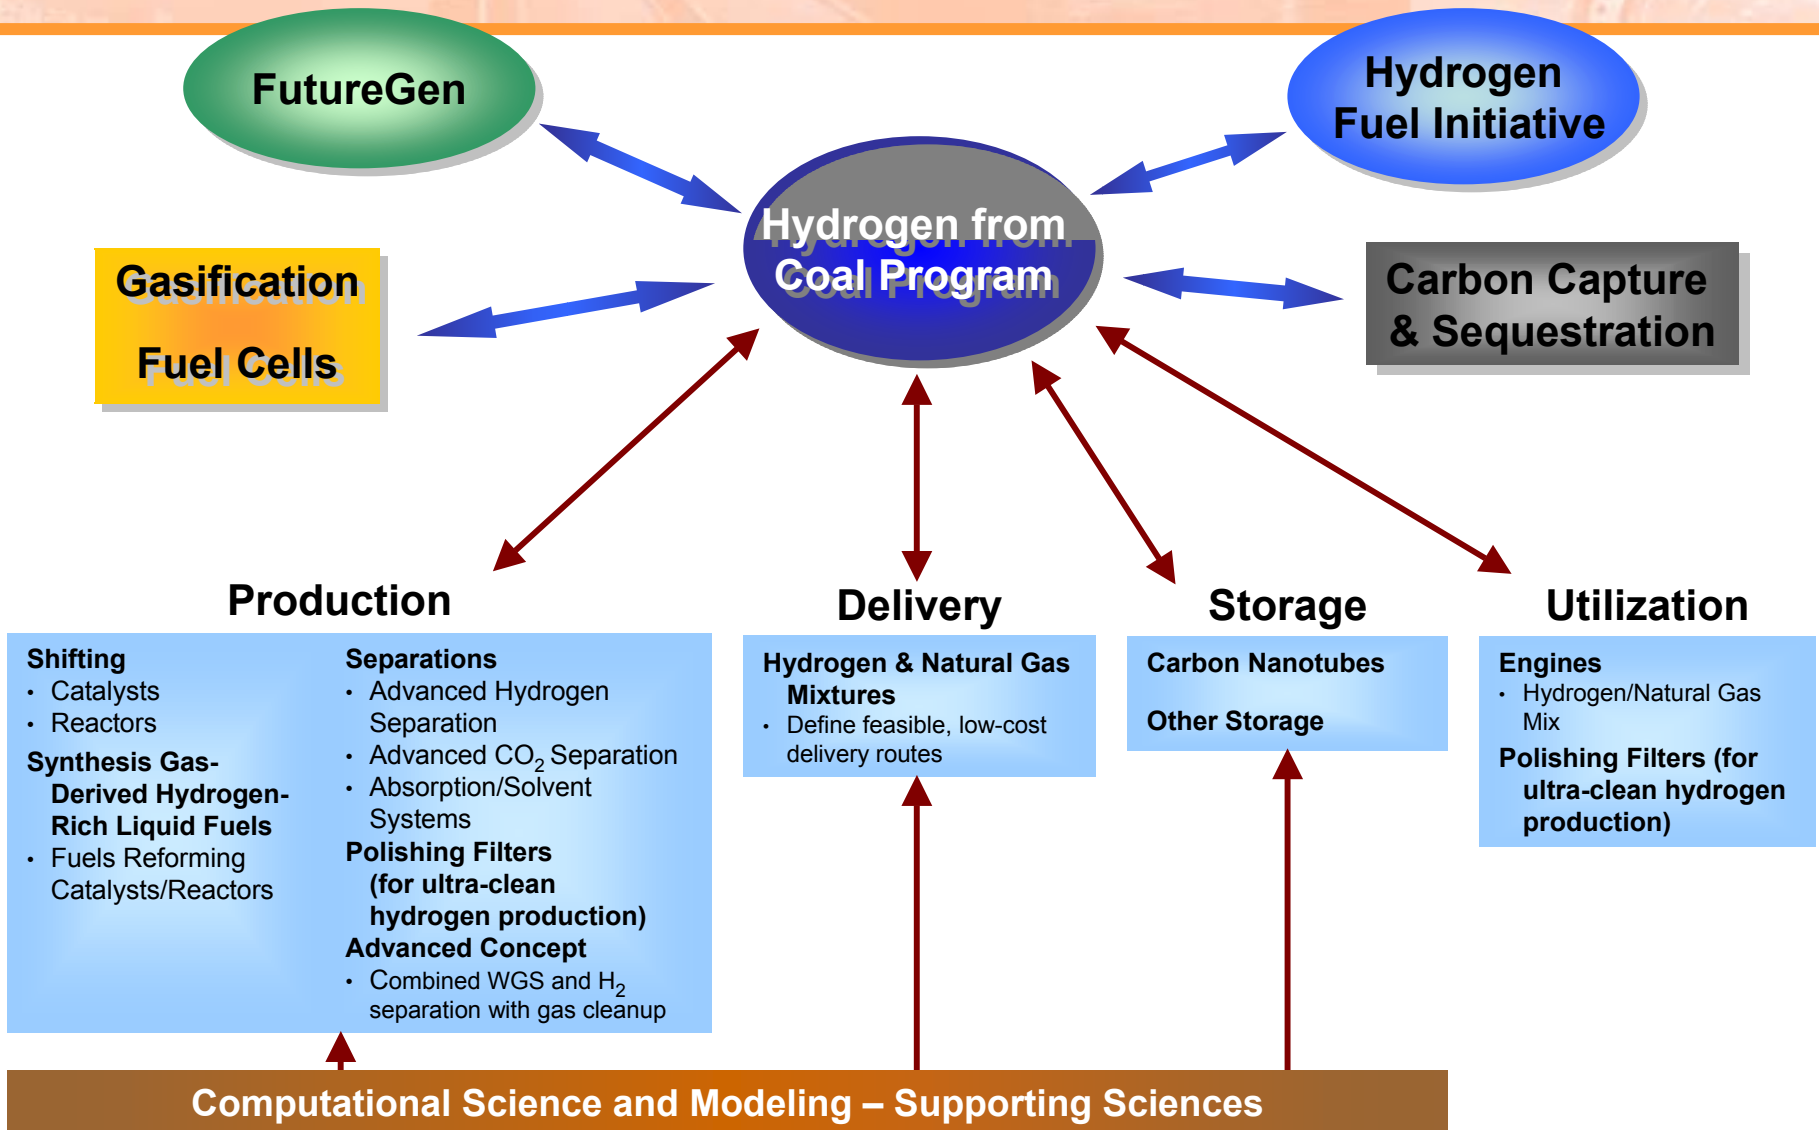 FutureGen
Hydrogen
Fuel Initiative
Hydrogen from
Coal Program
Gasification
Fuel Cells
Carbon Capture
& Sequestration
Production
Shifting
• Catalysts
• Reactors
Synthesis Gas-
Derived Hydrogen-
Rich Liquid Fuels
• Fuels Reforming
Catalysts/Reactors
Separations
• Advanced Hydrogen
Separation
• Advanced CO2 Separation
• Absorption/Solvent
Systems
Polishing Filters
(for ultra-clean
hydrogen production)
Advanced Concept
• Combined WGS and H2
separation with gas cleanup
Delivery
Hydrogen & Natural Gas
Mixtures
• Define feasible, low-cost
delivery routes
Storage
Carbon Nanotubes
Other Storage
Utilization
Engines
• Hydrogen/Natural Gas
Mix
Polishing Filters (for
ultra-clean hydrogen
production)
Computational Science and Modeling – Supporting Sciences